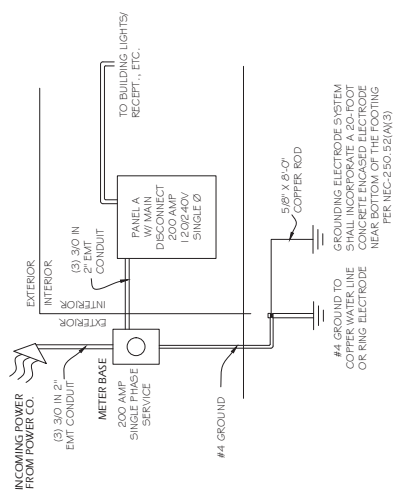 INCOMING POWER
FROM POWER CO.
(3) 3/0 IN 2"
EMT CONDUIT
METER BASE
200 AMP
SINGLE PHASE
SERVICE
#4 GROUND
EXTERIOR
INTERIOR
EXTERIOR
INTERIOR
(3) 3/0 IN
2" EMT
CONDUIT
PANEL A
W/ MAIN
DISCONNECT
200 AMP
120/240V
SINGLE Ø
TO BUILDING LIGHTS/
RECEPT., ETC.
5/8" X 8'-0"
COPPER ROD
#4 GROUND TO
COPPER WATER LINE
OR RING ELECTRODE
GROUNDING ELECTRODE SYSTEM
SHALL INCORPORATE A 20-FOOT
CONCRETE ENCASED ELECTRODE
NEAR BOTTOM OF THE FOOTING
PER NEC-250.52(A)(3)